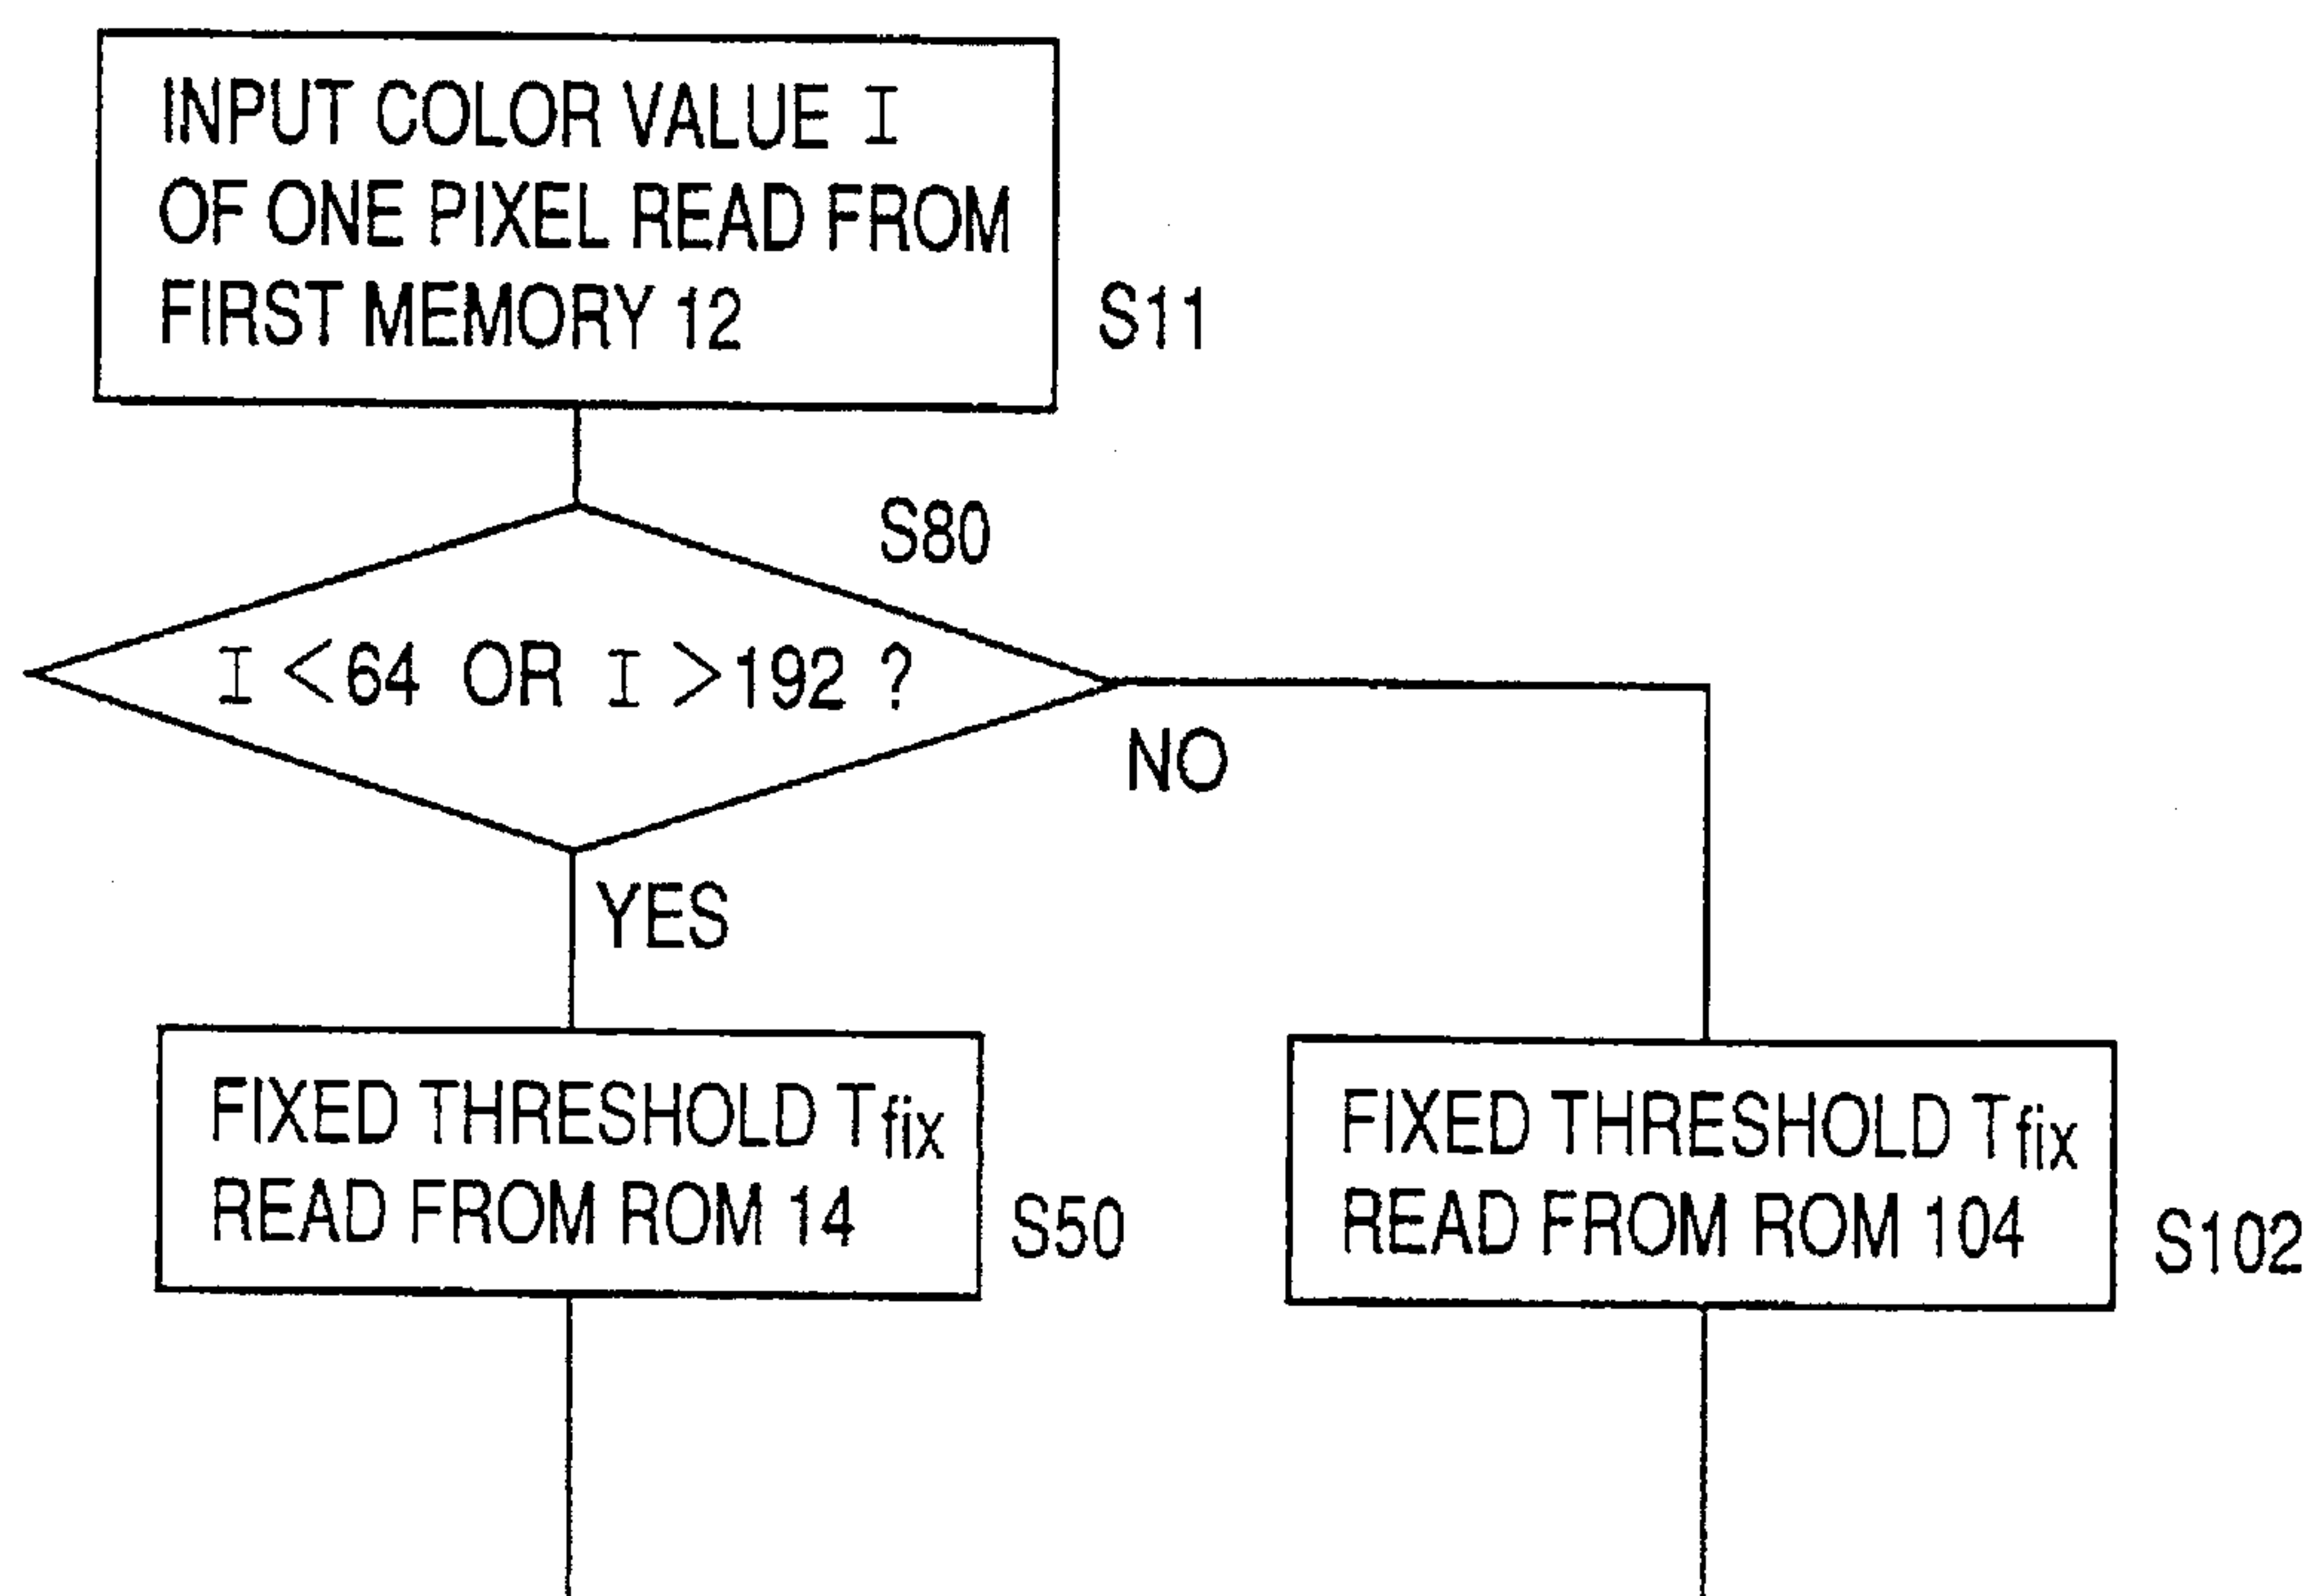 INPUT COLOR VALUE I
OF ONE PIXEL READ FROM
FIRST MEMORY 12
S11
S80
I <64 OR I >192 ?
NO
YES
FIXED THRESHOLD Tfix
READ FROM ROM 14
S50
FIXED THRESHOLD Tfix
READ FROM ROM 104
S102